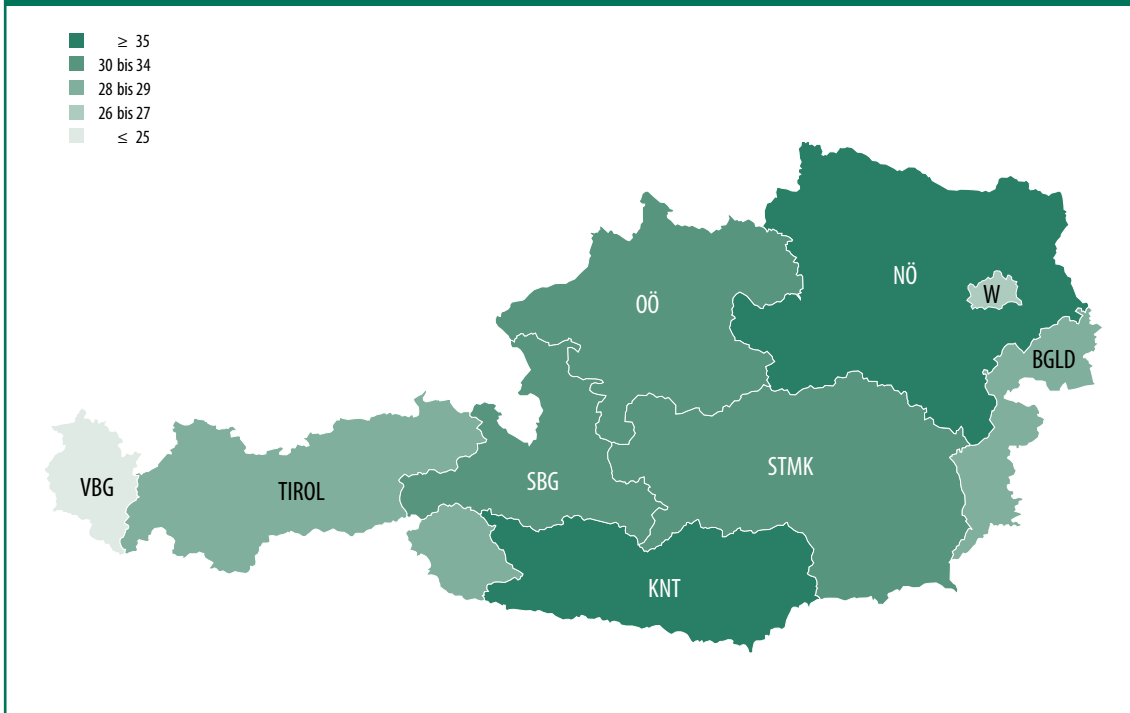 ≥ 35
30 bis 34
28 bis 29
26 bis 27
≤ 25
NÖ
W
OÖ
BGLD
STMK
SBG
VBG
TIROL
KNT